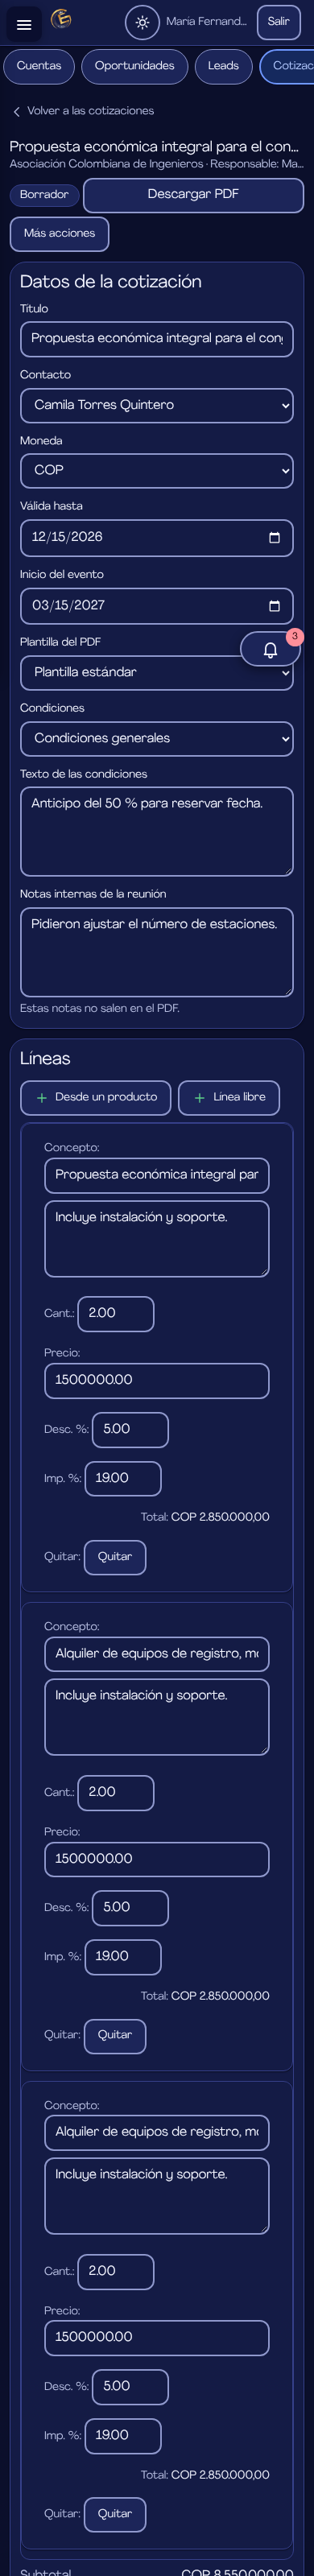 María Fernand...
Salir
Cuentas
Oportunidades
Leads
Cotizac
Volver a las cotizaciones
Propuesta económica integral para el con...
Asociación Colombiana de Ingenieros · Responsable: Ma...
Borrador
Descargar PDF
Más acciones
Datos de la cotización
Título
Propuesta económica integral para el cong
Contacto
Camila Torres Quintero
Moneda
COP
Válida hasta
12/15/2026
Inicio del evento
03/15/2027
3
Plantilla del PDF
Plantilla estándar
Condiciones
Condiciones generales
Texto de las condiciones
Anticipo del 50 % para reservar fecha.
Notas internas de la reunión
Pidieron ajustar el número de estaciones.
Estas notas no salen en el PDF.
Líneas
+ Desde un producto
+ Línea libre
Concepto:
Propuesta económica integral par
Incluye instalación y soporte.
Cant.: 2.00
Precio:
1500000.00
Desc. %: 5.00
Imp. %: 19.00
Total: COP 2.850.000,00
Quitar: Quitar
Concepto:
Alquiler de equipos de registro, mo
Incluye instalación y soporte.
Cant.: 2.00
Precio:
1500000.00
Desc. %: 5.00
Imp. %: 19.00
Total: COP 2.850.000,00
Quitar: Quitar
Concepto:
Alquiler de equipos de registro, mo
Incluye instalación y soporte.
Cant.: 2.00
Precio:
1500000.00
Desc. %: 5.00
Imp. %: 19.00
Total: COP 2.850.000,00
Quitar: Quitar
Subtotal COP 8.550.000,00